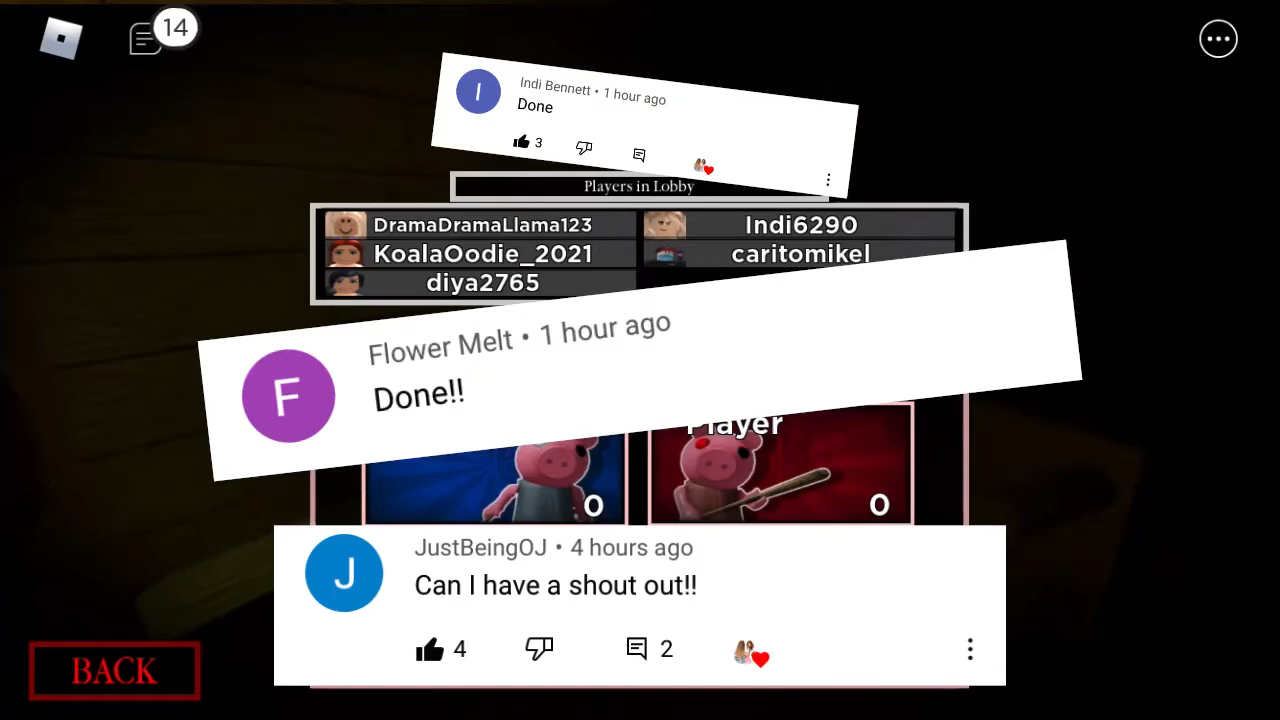 14
I
Indi Bennett • 1 hour ago
Done
3
Players in Lobby
DramaDramaLlama123
Indi6290
KoalaOodie_2021
caritomikel
diya2765
F
Flower Melt • 1 hour ago
Done!!
Player
0
0
J
JustBeingOJ • 4 hours ago
Can I have a shout out!!
4
2
BACK